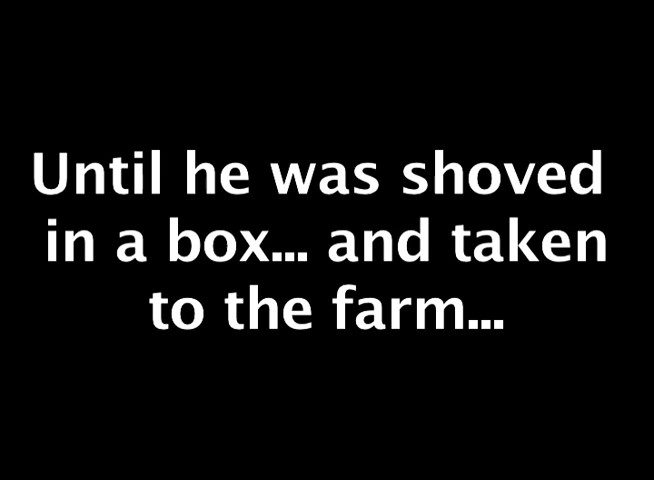 Until he was shoved
in a box... and taken
to the farm...